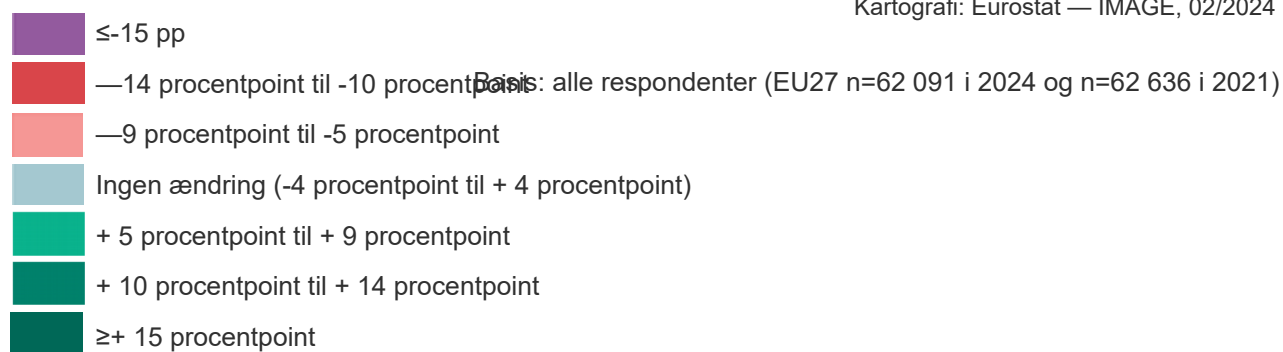 Kartografi: Eurostat — IMAGE, 02/2024
≤-15 pp
—14 procentpoint til -10 procentpoint
Basis: alle respondenter (EU27 n=62 091 i 2024 og n=62 636 i 2021)
—9 procentpoint til -5 procentpoint
Ingen ændring (-4 procentpoint til + 4 procentpoint)
+ 5 procentpoint til + 9 procentpoint
+ 10 procentpoint til + 14 procentpoint
≥+ 15 procentpoint